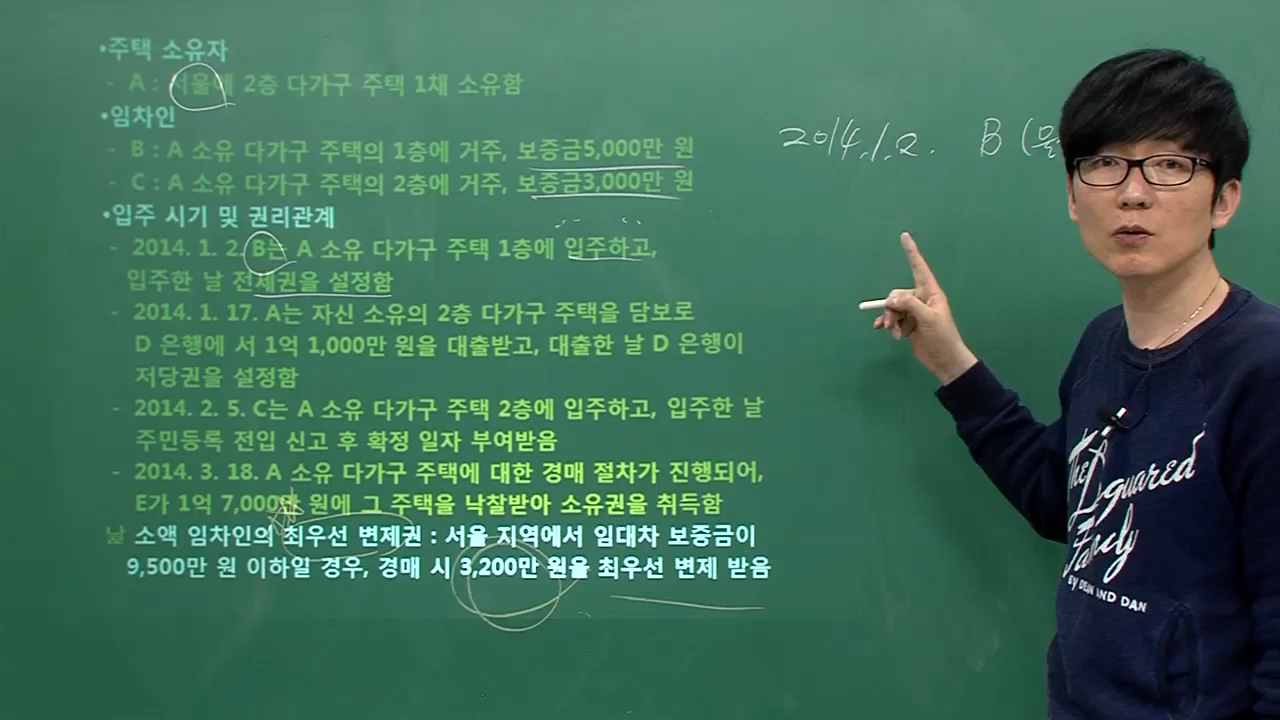 •주택 소유자
- A : 서울에 2층 다가구 주택 1채 소유함
•임차인
- B : A 소유 다가구 주택의 1층에 거주, 보증금5,000만 원
- C : A 소유 다가구 주택의 2층에 거주, 보증금3,000만 원
•입주 시기 및 권리관계
- 2014. 1. 2. B는 A 소유 다가구 주택 1층에 입주하고,
입주한 날 전세권을 설정함
- 2014. 1. 17. A는 자신 소유의 2층 다가구 주택을 담보로
D 은행에 서 1억 1,000만 원을 대출받고, 대출한 날 D 은행이
저당권을 설정함
- 2014. 2. 5. C는 A 소유 다가구 주택 2층에 입주하고, 입주한 날
주민등록 전입 신고 후 확정 일자 부여받음
- 2014. 3. 18. A 소유 다가구 주택에 대한 경매 절차가 진행되어,
E가 1억 7,000만 원에 그 주택을 낙찰받아 소유권을 취득함
소액 임차인의 최우선 변제권 : 서울 지역에서 임대차 보증금이
9,500만 원 이하일 경우, 경매 시 3,200만 원을 최우선 변제 받음
2014.1.2. B (물
The
Dsquared
Family
BY DEAN AND DAN